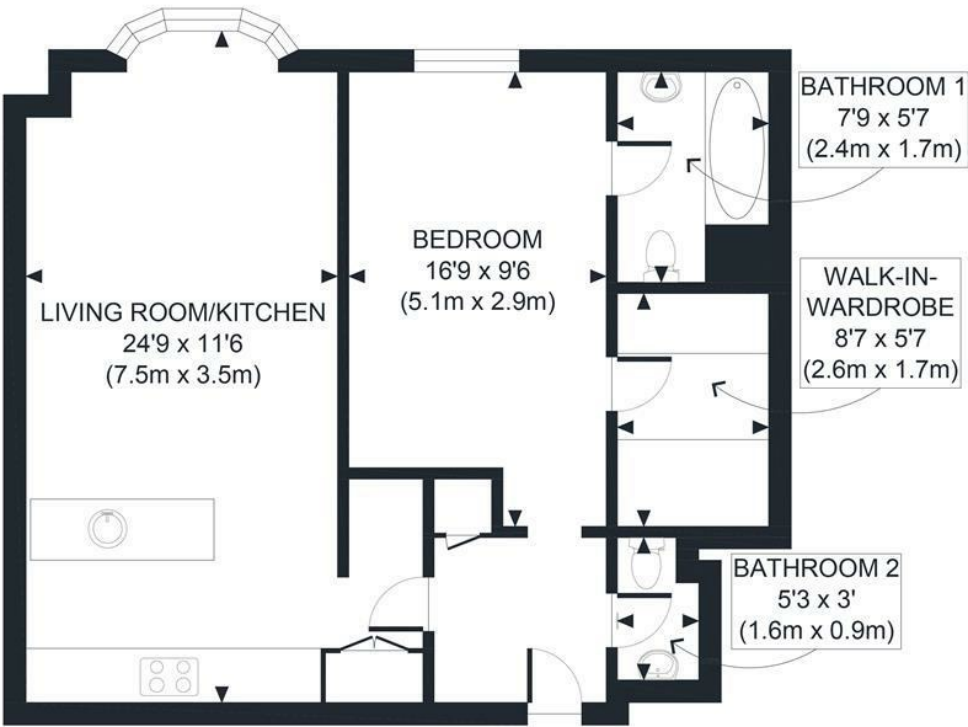 BATHROOM 1
7'9 x 5'7
(2.4m x 1.7m)
BEDROOM
16'9 x 9'6
(5.1m x 2.9m)
LIVING ROOM/KITCHEN
24'9 x 11'6
(7.5m x 3.5m)
WALK-IN-
WARDROBE
8'7 x 5'7
(2.6m x 1.7m)
BATHROOM 2
5'3 x 3'
(1.6m x 0.9m)